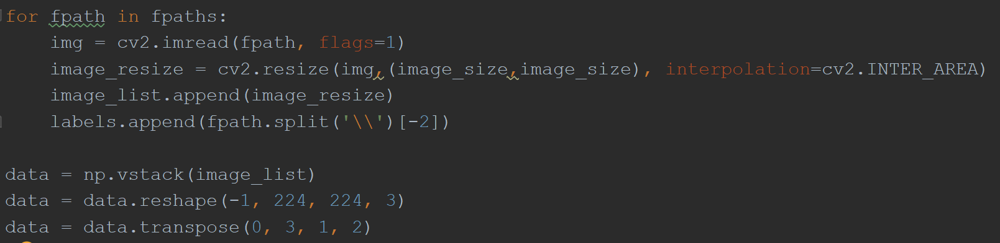 for fpath in fpaths:
    img = cv2.imread(fpath, flags=1)
    image_resize = cv2.resize(img,(image_size,image_size), interpolation=cv2.INTER_AREA)
    image_list.append(image_resize)
    labels.append(fpath.split('\\')[-2])
data = np.vstack(image_list)
data = data.reshape(-1, 224, 224, 3)
data = data.transpose(0, 3, 1, 2)